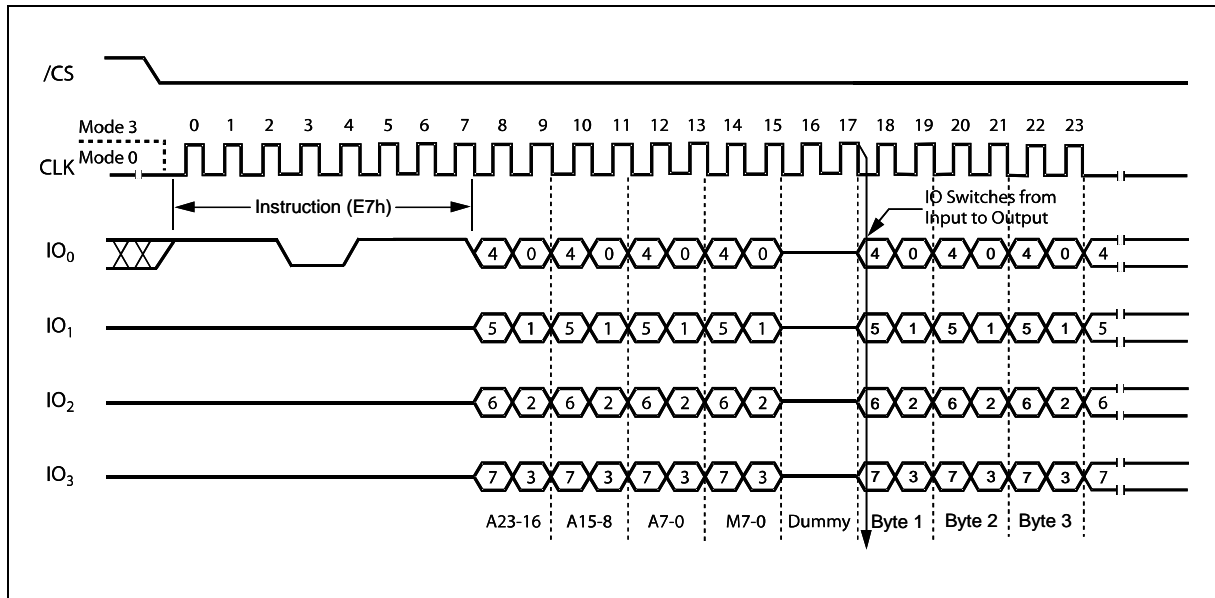 /CS
Mode 3
0 1 2 3 4 5 6 7 8 9 10 11 12 13 14 15 16 17 18 19 20 21 22 23
CLK Mode 0
Instruction (E7h)
IO Switches from
Input to Output
IO0 4 0 4 0 4 0 4 0 4 0 4 0 4 0 4
IO1 5 1 5 1 5 1 5 1 5 1 5 1 5 1 5
IO2 6 2 6 2 6 2 6 2 6 2 6 2 6 2 6
IO3 7 3 7 3 7 3 7 3 7 3 7 3 7 3 7
A23-16 A15-8 A7-0 M7-0 Dummy Byte 1 Byte 2 Byte 3